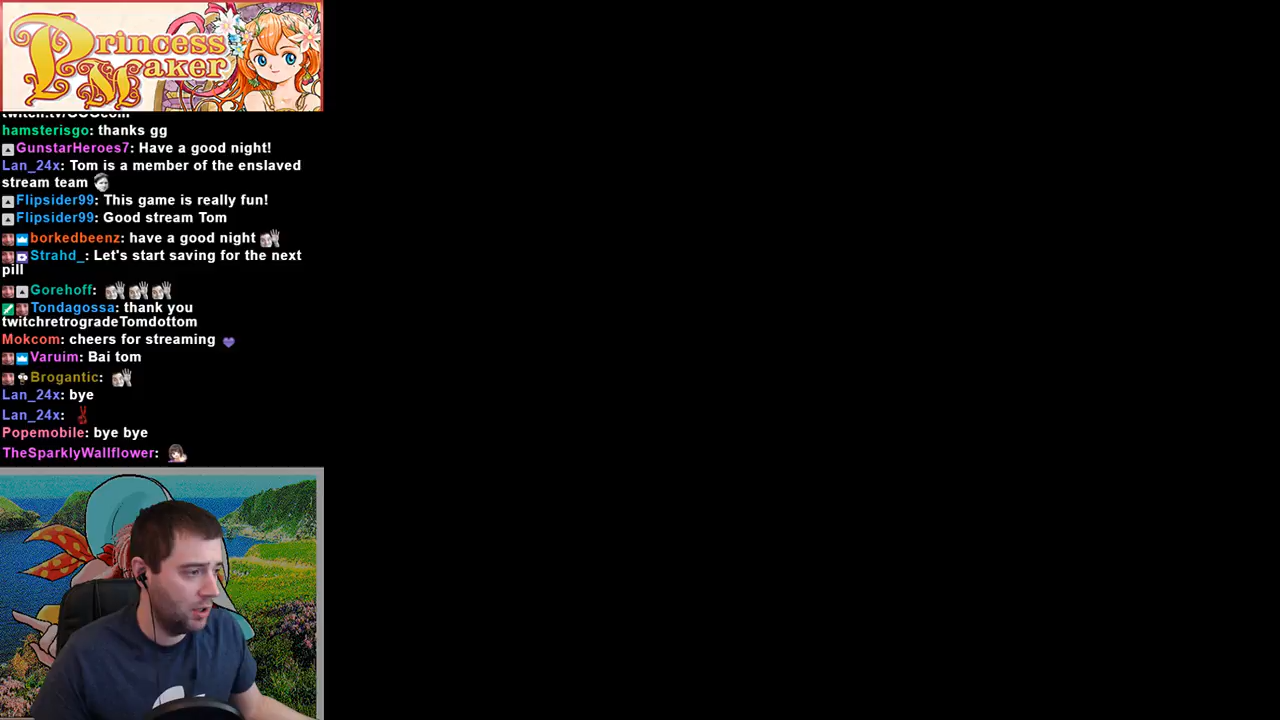 Princess
Maker
hamsterisgo: thanks gg
GunstarHeroes7: Have a good night!
Lan_24x: Tom is a member of the enslaved
stream team
Flipsider99: This game is really fun!
Flipsider99: Good stream Tom
borkedbeenz: have a good night
Strahd_: Let's start saving for the next
pill
Gorehoff:
Tondagossa: thank you
twitchretrogradeTomdottom
Mokcom: cheers for streaming
Varuim: Bai tom
Brogantic:
Lan_24x: bye
Lan_24x:
Popemobile: bye bye
TheSparklyWallflower: